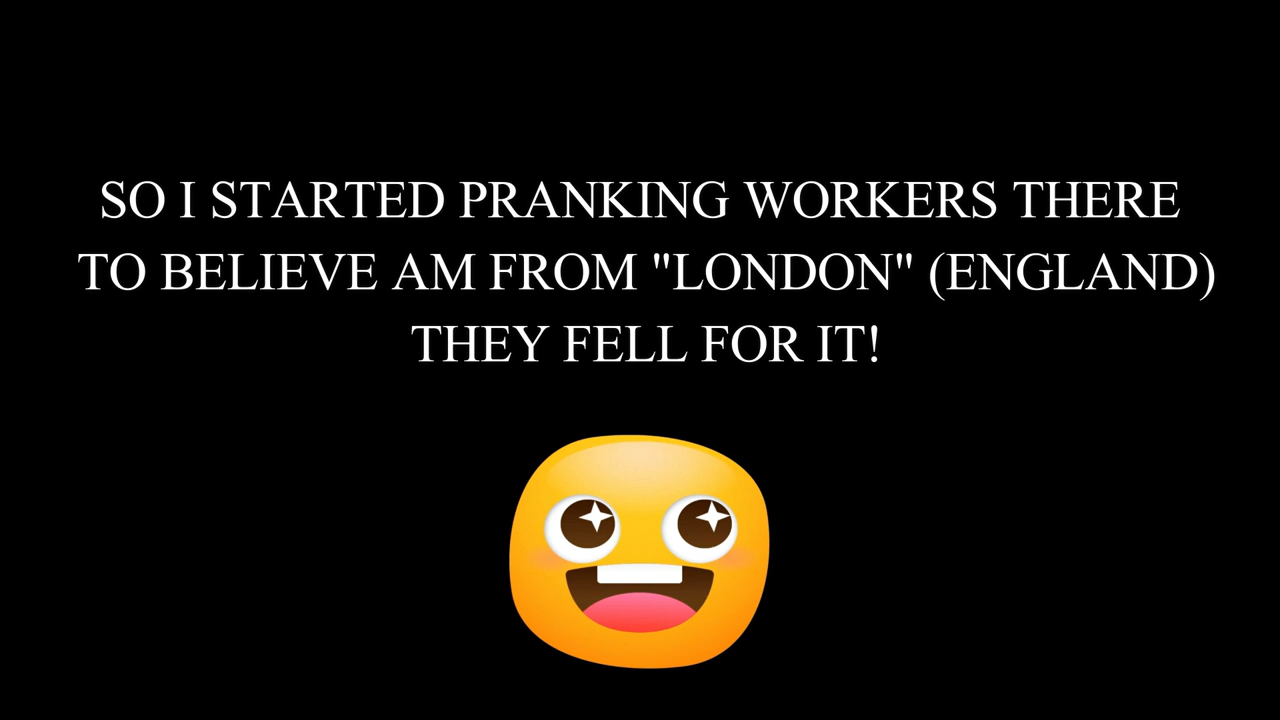 SO I STARTED PRANKING WORKERS THERE
TO BELIEVE AM FROM "LONDON" (ENGLAND)
THEY FELL FOR IT!